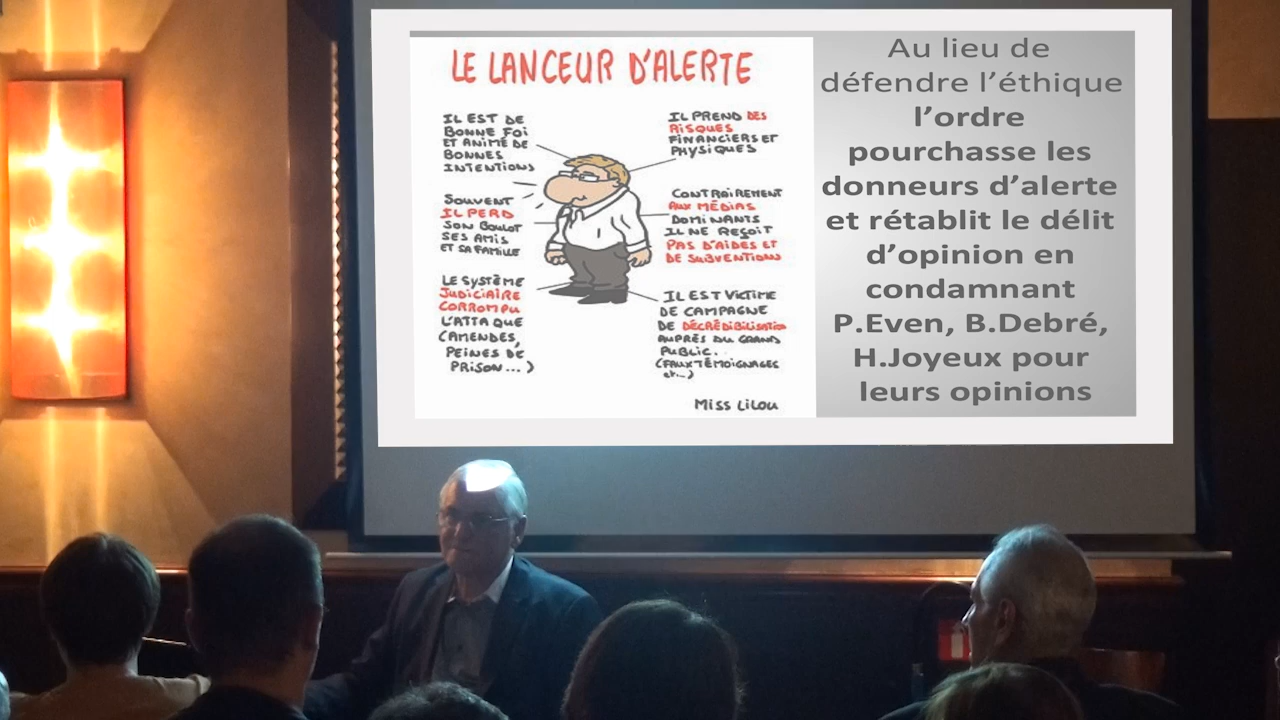 LE LANCEUR D'ALERTE
IL EST DE
BONNE FOI
ET ANIMÉ DE
BONNES
INTENTIONS
IL PREND DES
RISQUES
FINANCIERS ET
PHYSIQUES
SOUVENT
IL PERD
SON BOULOT
SES AMIS
ET SA FAMILLE
CONTRAIREMENT
AUX MÉDIAS
DOMINANTS
IL NE REÇOIT
PAS D'AIDES ET
DE SUBVENTIONS
LE SYSTÈME
JUDICIAIRE
CORROMPU
L'ATTAQUE
(AMENDES,
PEINES DE
PRISON...)
IL EST VICTIME
DE CAMPAGNE
DE DÉCRÉDIBILISATION
AUPRÈS DU GRAND
PUBLIC.
(FAUX TÉMOIGNAGES
etc...)
MISS LILOU
Au lieu de
défendre l'éthique
l'ordre
pourchasse les
donneurs d'alerte
et rétablit le délit
d'opinion en
condamnant
P.Even, B.Debré,
H.Joyeux pour
leurs opinions